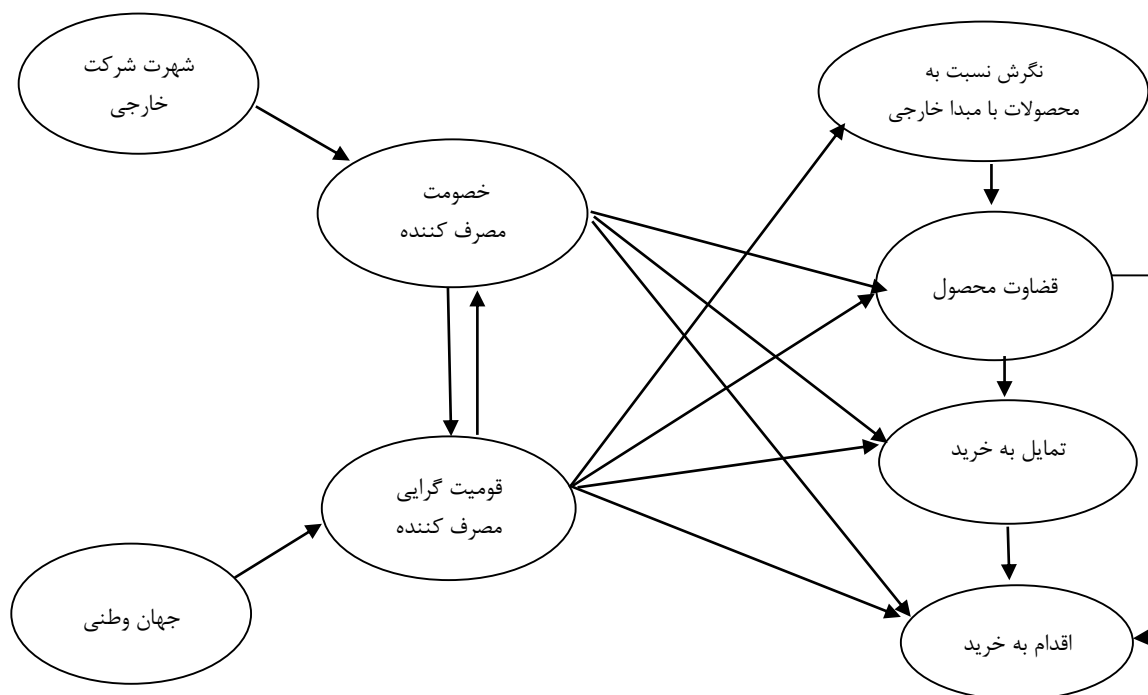 شهرت شرکت
خارجی
نگرش نسبت به
محصولات با مبدا خارجی
خصومت
مصرف کننده
قضاوت محصول
تمایل به خرید
قومیت گرایی
مصرف کننده
جهان وطنی
اقدام به خرید